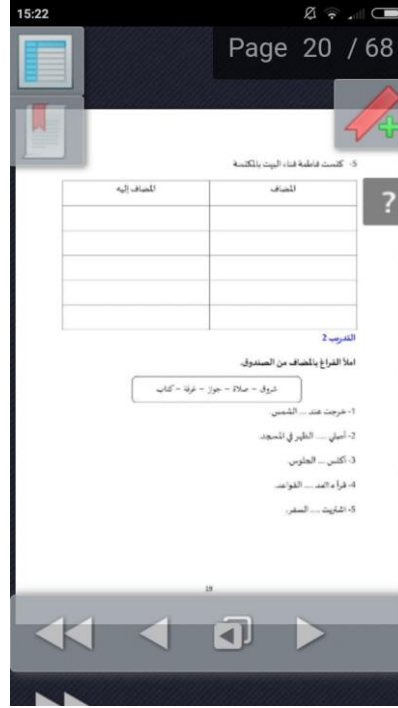 15:22
Page 20 / 68
5- كنست فاطمة فناء البيت بالمكنسة
المضاف المضاف إليه
التدريب 2
املأ الفراغ بالمضاف من الصندوق.
شروق – صلاة – جواز – غرفة – كتاب
1- خرجت عند ... الشمس.
2- أصلي .... الظهر في المسجد.
3- أكنس ... الجلوس.
4- قرأ ... القواعد.
5- .... السفر.
19